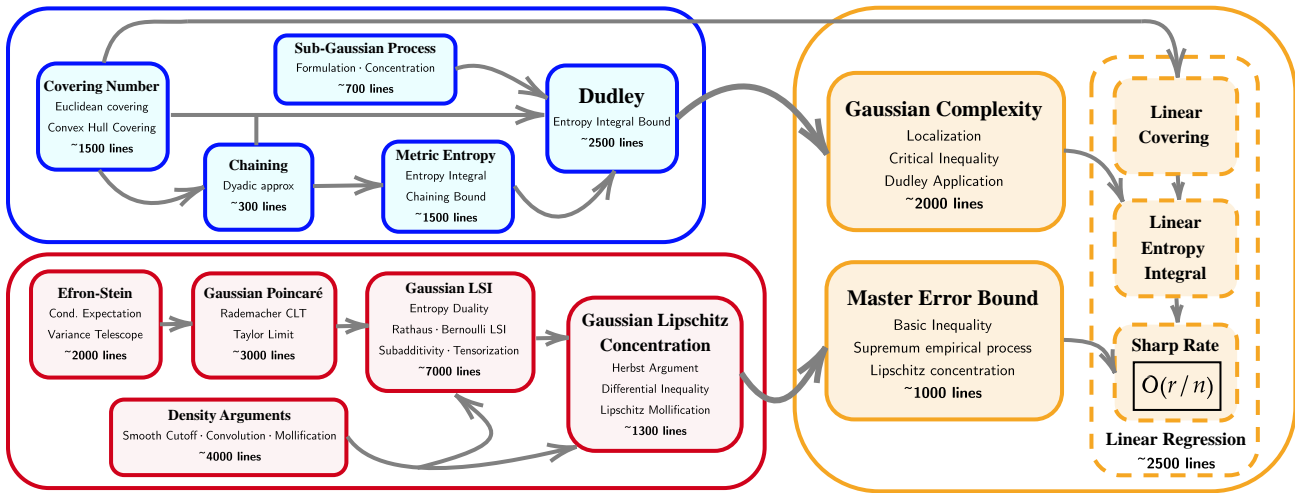 Covering Number
Euclidean covering
Convex Hull Covering
~1500 lines
Sub-Gaussian Process
Formulation · Concentration
~700 lines
Chaining
Dyadic approx
~300 lines
Metric Entropy
Entropy Integral
Chaining Bound
~1500 lines
Dudley
Entropy Integral Bound
~2500 lines
Efron-Stein
Cond. Expectation
Variance Telescope
~2000 lines
Gaussian Poincaré
Rademacher CLT
Taylor Limit
~3000 lines
Gaussian LSI
Entropy Duality
Rathaus · Bernoulli LSI
Subadditivity · Tensorization
~7000 lines
Density Arguments
Smooth Cutoff · Convolution · Mollification
~4000 lines
Gaussian Lipschitz
Concentration
Herbst Argument
Differential Inequality
Lipschitz Mollification
~1300 lines
Gaussian Complexity
Localization
Critical Inequality
Dudley Application
~2000 lines
Master Error Bound
Basic Inequality
Supremum empirical process
Lipschitz concentration
~1000 lines
Linear
Covering
Linear
Entropy
Integral
Sharp Rate
O(r / n)
Linear Regression
~2500 lines